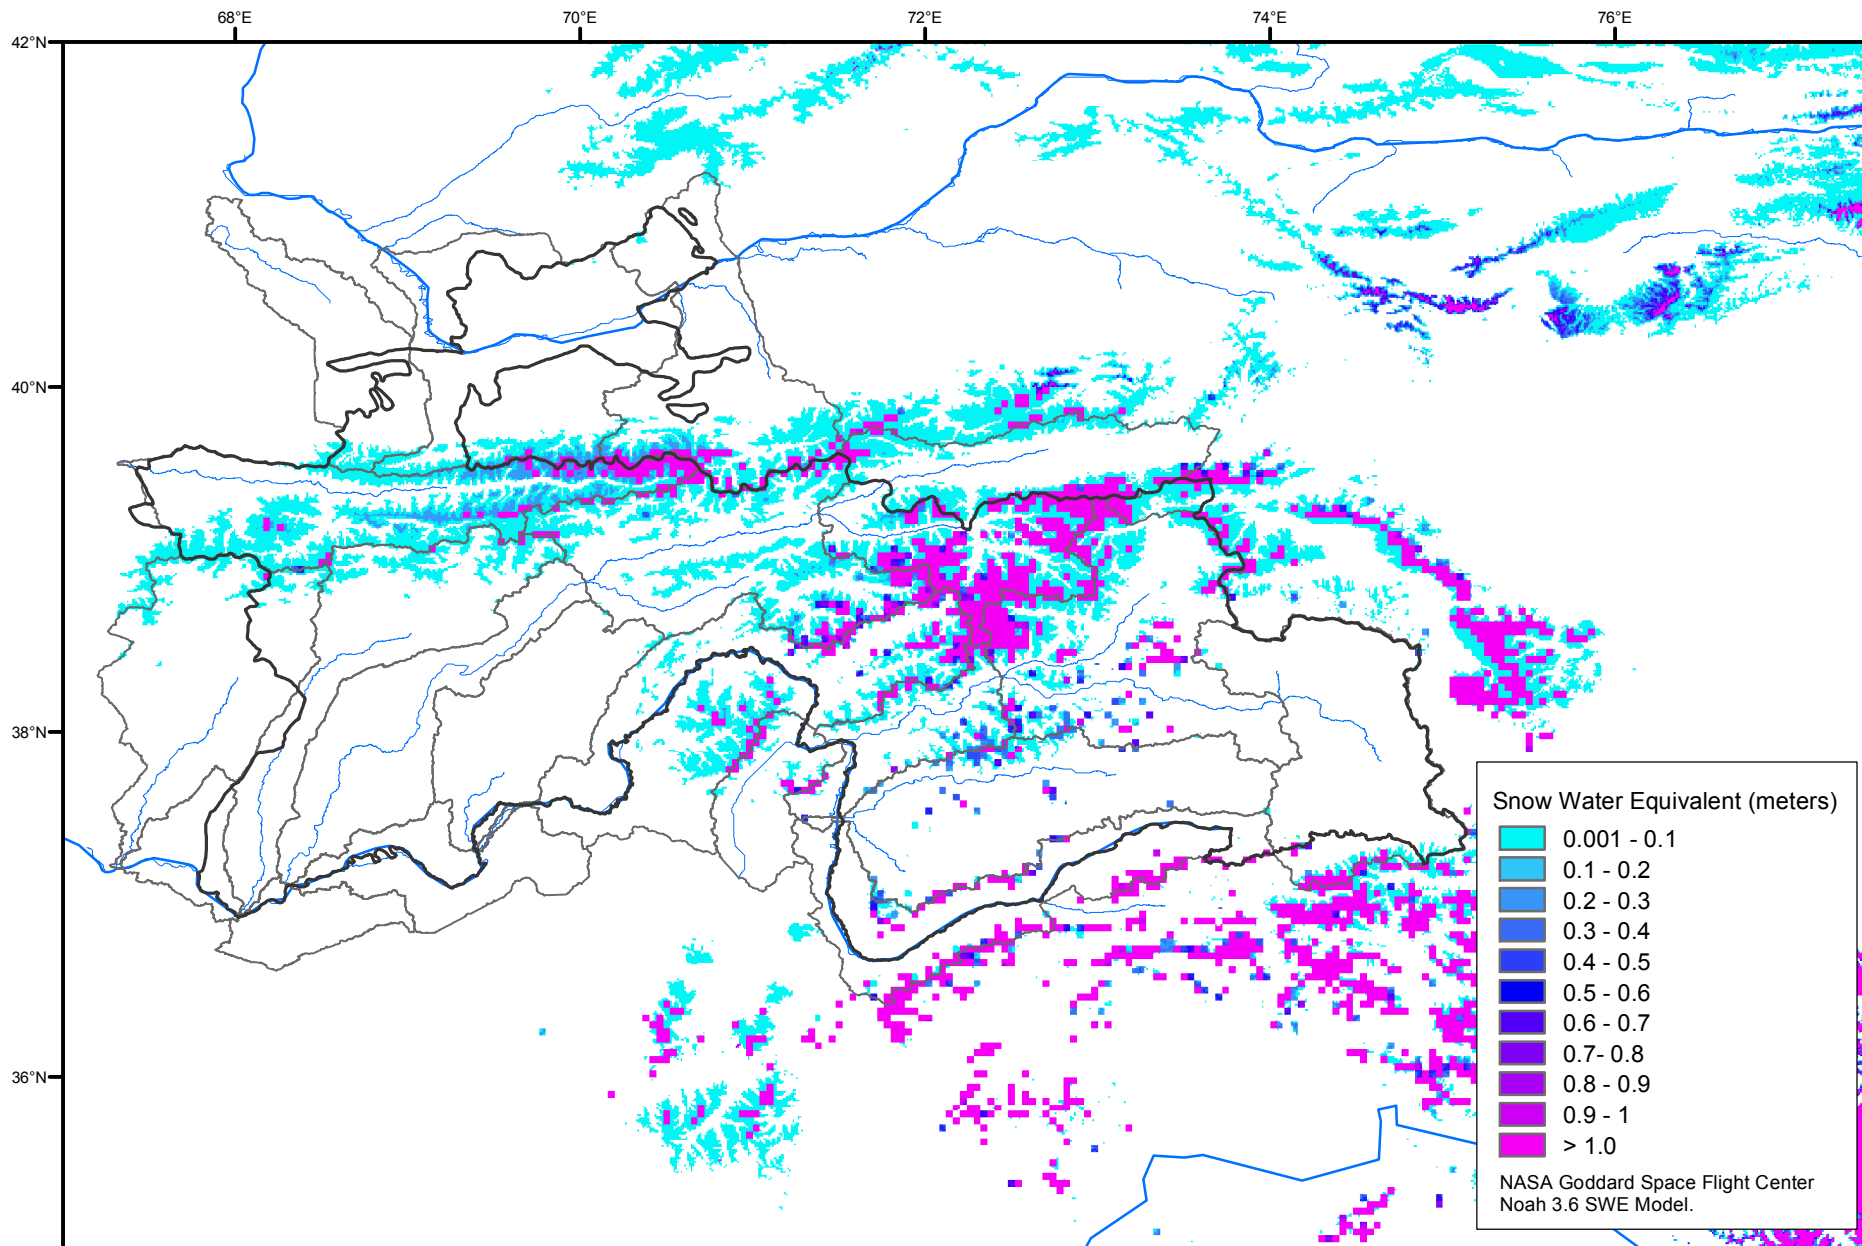 68°E
70°E
72°E
74°E
76°E
42°N
40°N
38°N
36°N
Snow Water Equivalent (meters)
0.001 - 0.1
0.1 - 0.2
0.2 - 0.3
0.3 - 0.4
0.4 - 0.5
0.5 - 0.6
0.6 - 0.7
0.7- 0.8
0.8 - 0.9
0.9 - 1
> 1.0
NASA Goddard Space Flight Center
Noah 3.6 SWE Model.